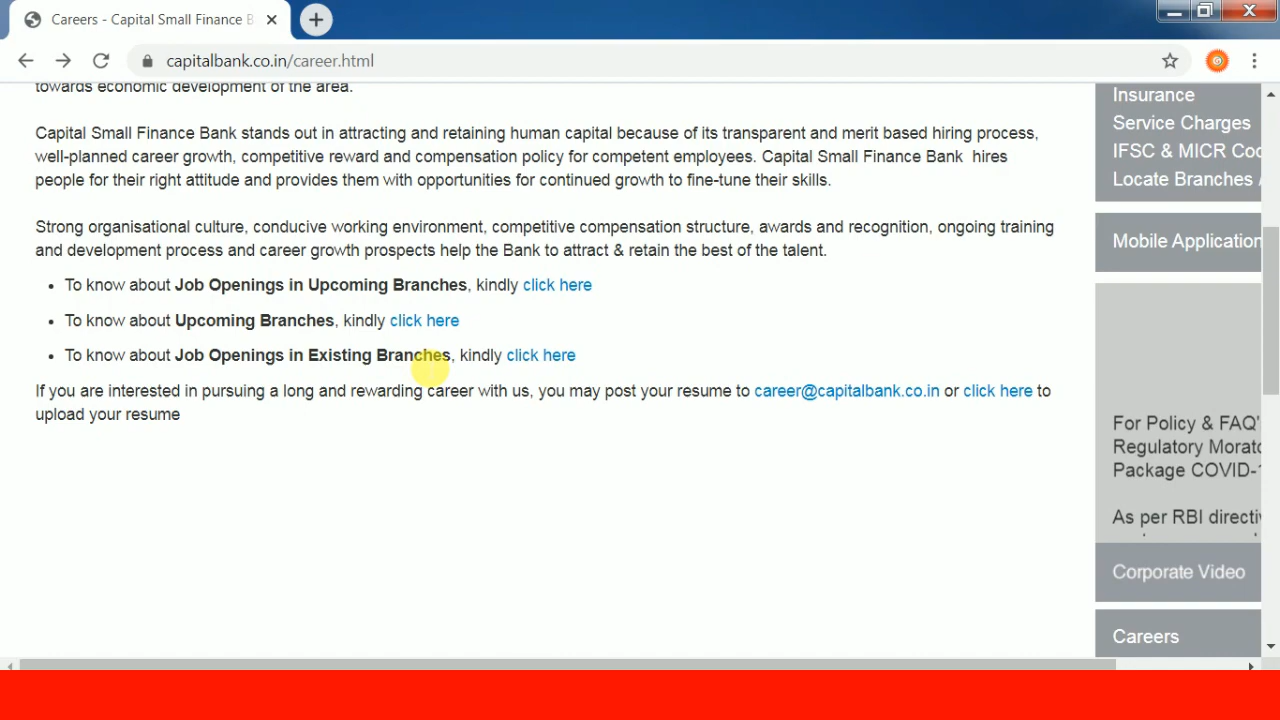 Careers - Capital Small Finance B
capitalbank.co.in/career.html
towards economic development of the area.
Capital Small Finance Bank stands out in attracting and retaining human capital because of its transparent and merit based hiring process,
well-planned career growth, competitive reward and compensation policy for competent employees. Capital Small Finance Bank hires
people for their right attitude and provides them with opportunities for continued growth to fine-tune their skills.
Strong organisational culture, conducive working environment, competitive compensation structure, awards and recognition, ongoing training
and development process and career growth prospects help the Bank to attract & retain the best of the talent.
• To know about Job Openings in Upcoming Branches, kindly click here
• To know about Upcoming Branches, kindly click here
• To know about Job Openings in Existing Branches, kindly click here
If you are interested in pursuing a long and rewarding career with us, you may post your resume to career@capitalbank.co.in or click here to
upload your resume
Insurance
Service Charges
IFSC & MICR Coo
Locate Branches
Mobile Application
For Policy & FAQ'
Regulatory Morato
Package COVID-1
As per RBI directiv
Corporate Video
Careers